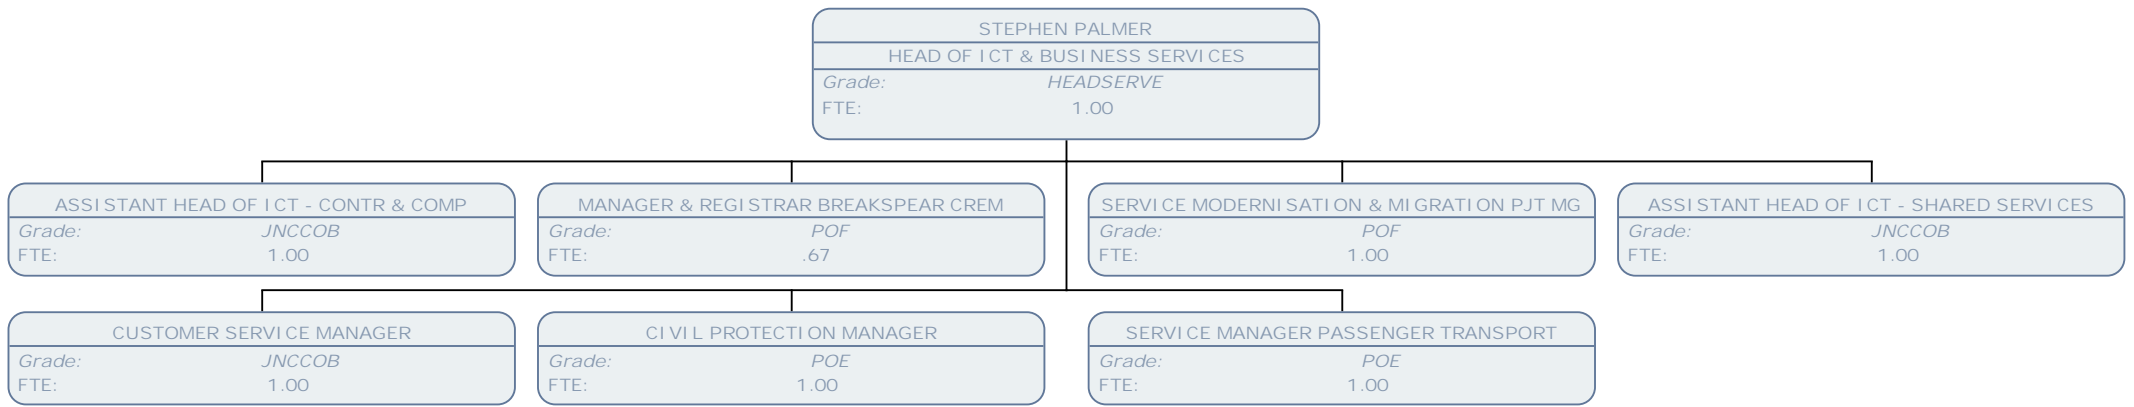 STEPHEN PALMER
HEAD OF ICT & BUSINESS SERVICES
Grade: HEADSERVE
FTE: 1.00
ASSISTANT HEAD OF ICT - CONTR & COMP
Grade: JNCCOB
FTE: 1.00
MANAGER & REGISTRAR BREAKSPEAR CREM
Grade: POF
FTE: .67
SERVICE MODERNISATION & MIGRATION PJT MG
Grade: POF
FTE: 1.00
ASSISTANT HEAD OF ICT - SHARED SERVICES
Grade: JNCCOB
FTE: 1.00
CUSTOMER SERVICE MANAGER
Grade: JNCCOB
FTE: 1.00
CIVIL PROTECTION MANAGER
Grade: POE
FTE: 1.00
SERVICE MANAGER PASSENGER TRANSPORT
Grade: POE
FTE: 1.00